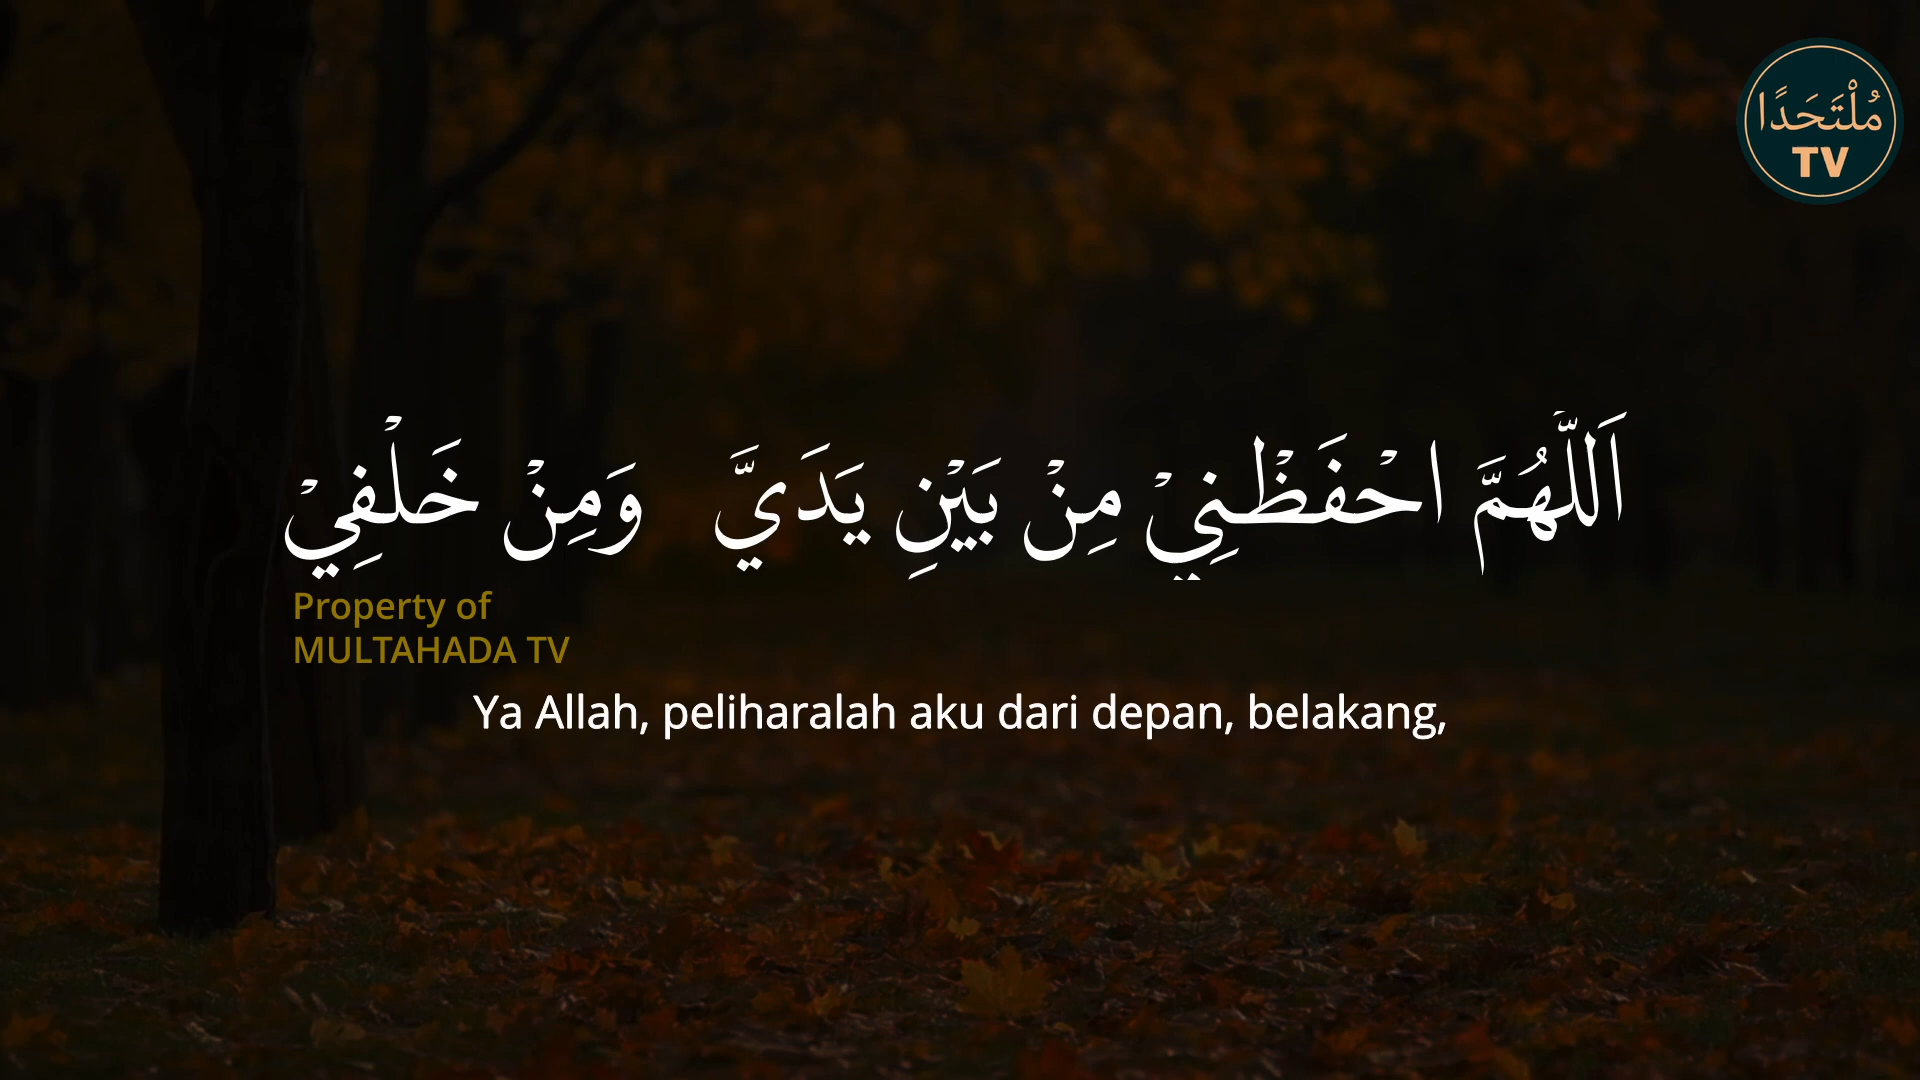 مُلْتَحَدًا
TV
اَللّٰهُمَّ احْفَظْنِيْ مِنْ بَيْنِ يَدَيَّ وَمِنْ خَلْفِيْ
Property of
MULTAHADA TV
Ya Allah, peliharalah aku dari depan, belakang,